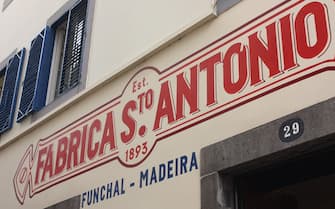 Est.
FABRICA S.TO ANTONIO
1893
FUNCHAL - MADEIRA
29